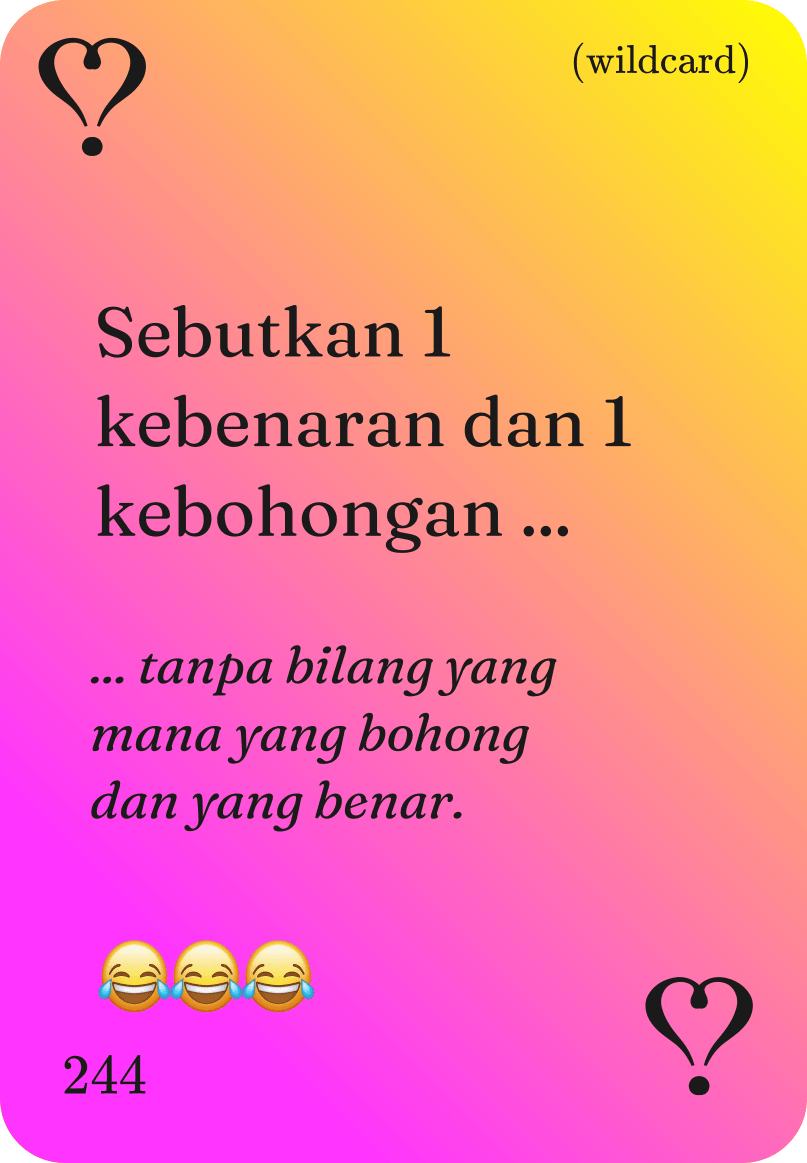 (wildcard)
Sebutkan 1
kebenaran dan 1
kebohongan ...
... tanpa bilang yang
mana yang bohong
dan yang benar.
😂😂😂
244